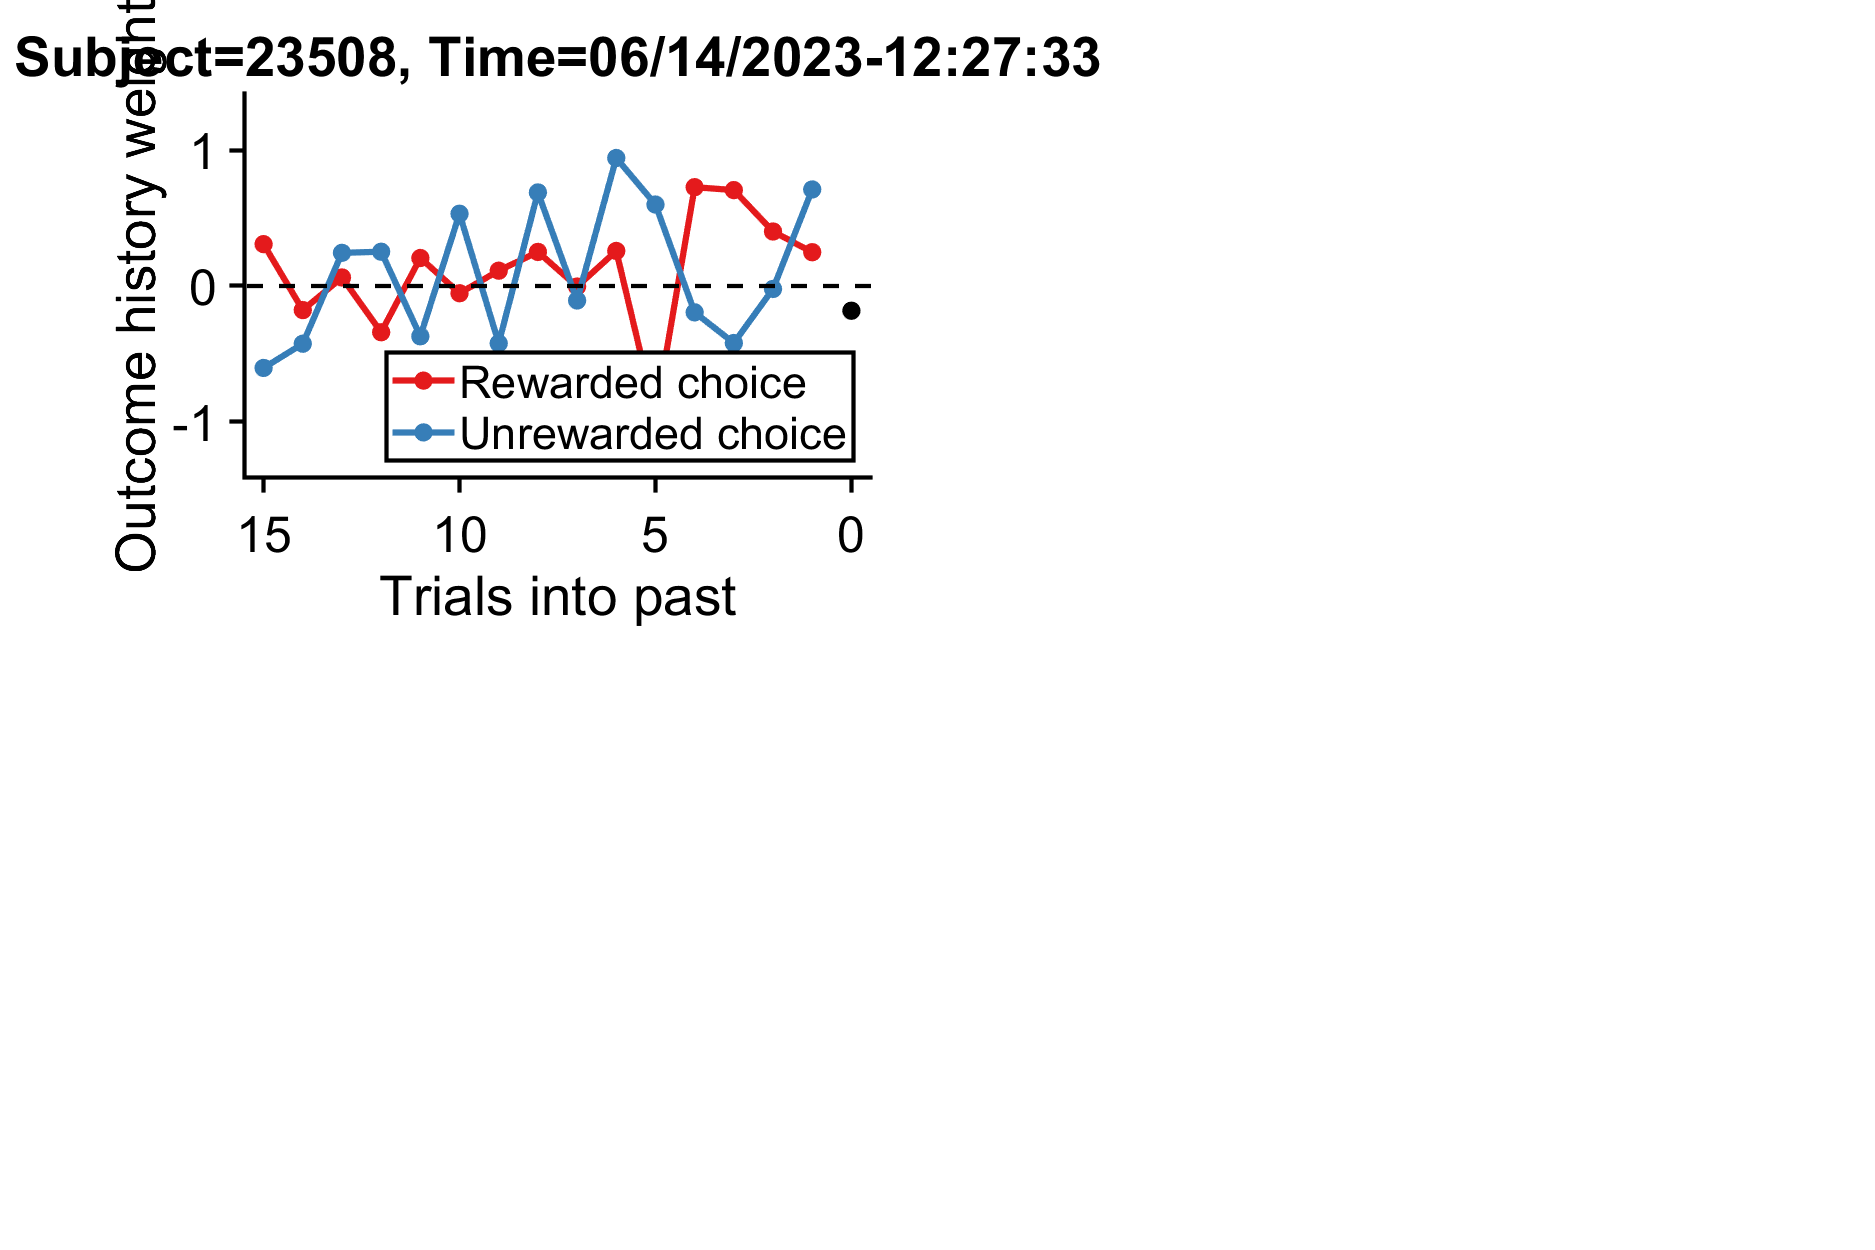 Subject=23508, Time=06/14/2023-12:27:33
Outcome history weight
1
0
-1
Rewarded choice
Unrewarded choice
15 10 5 0
Trials into past